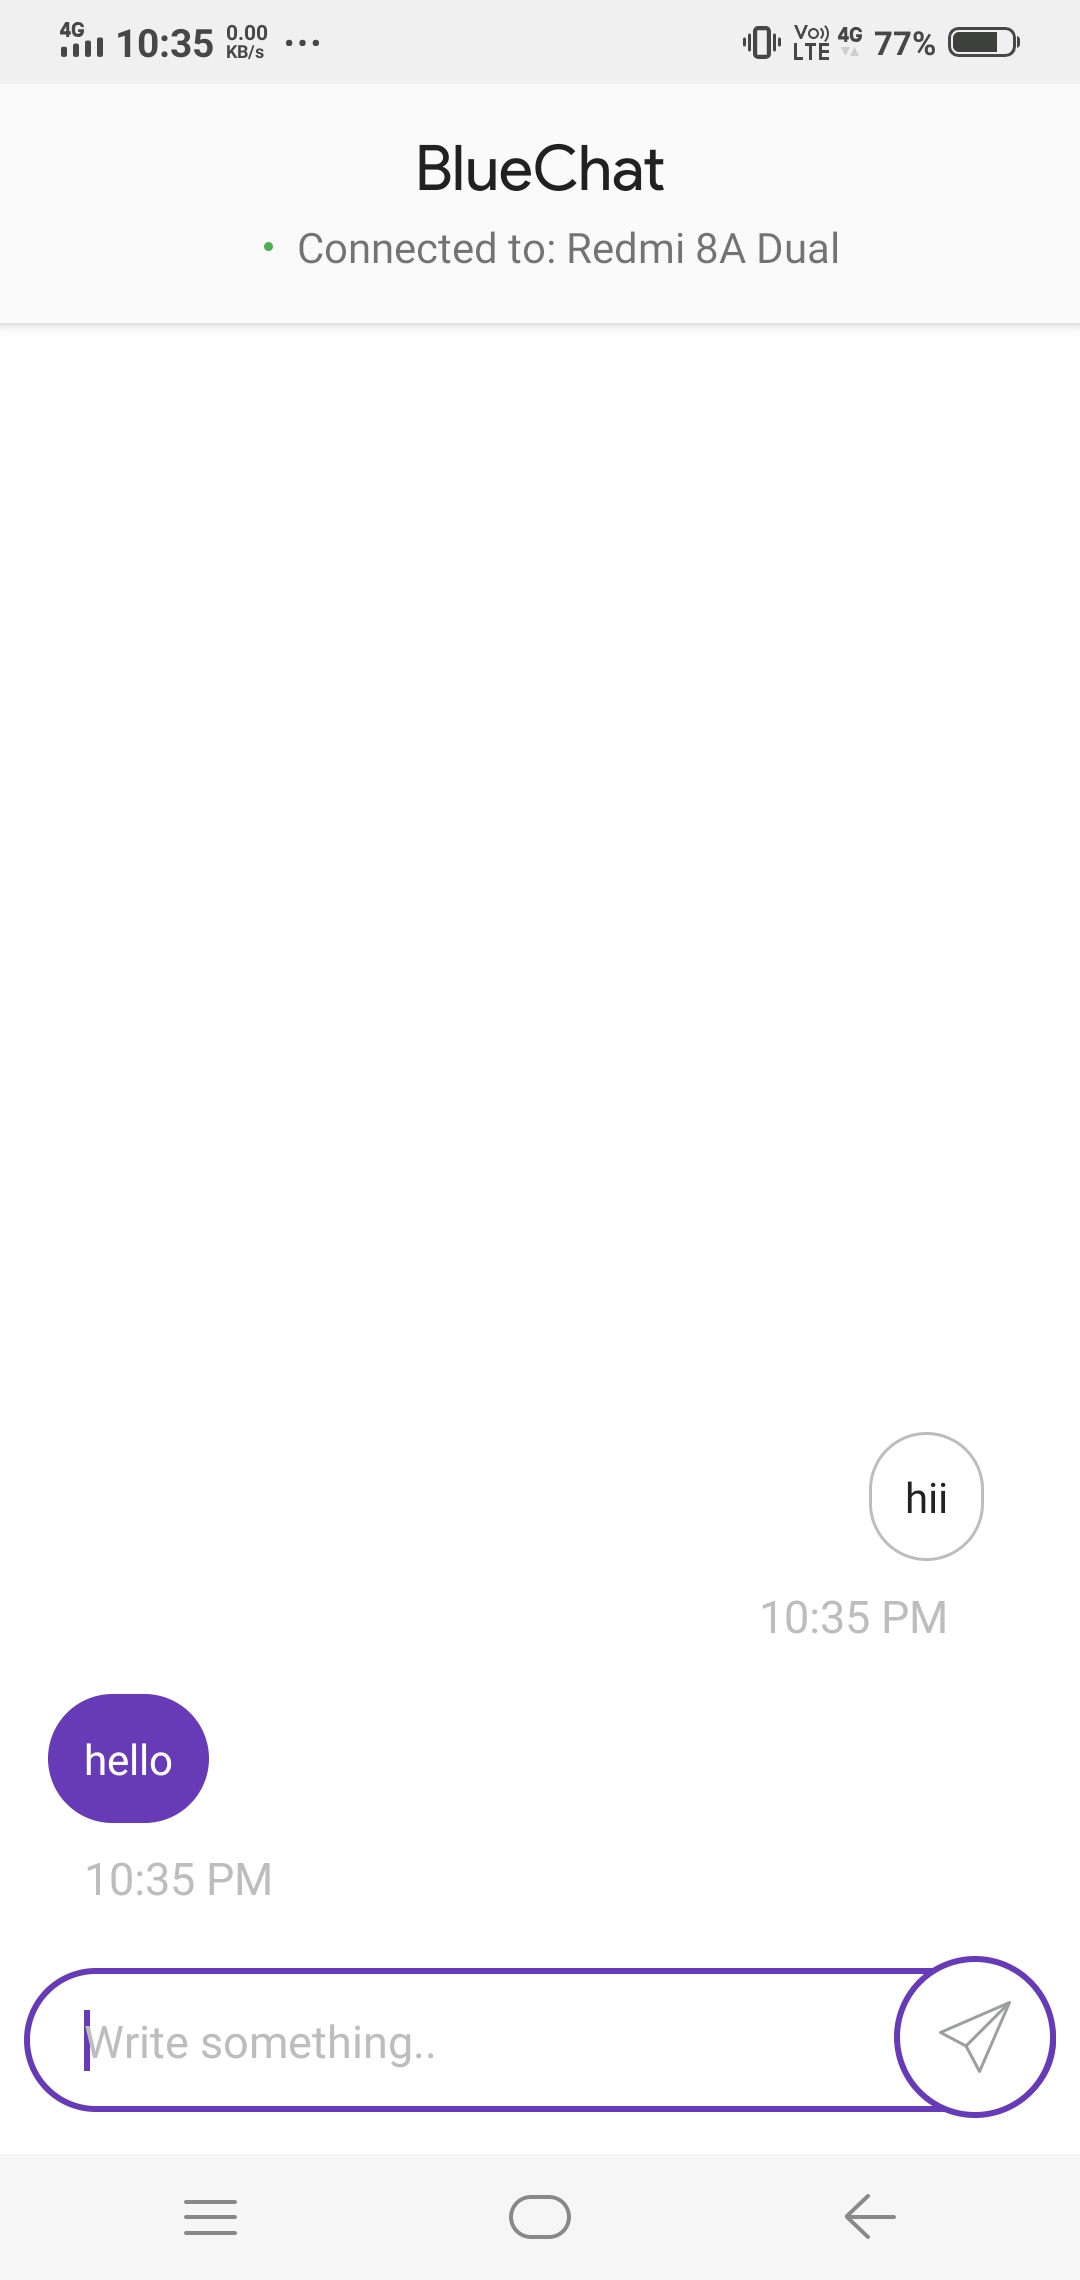 4G 10:35 0.00 KB/s ... Vo)) LTE 4G 77%
BlueChat
Connected to: Redmi 8A Dual
hii
10:35 PM
hello
10:35 PM
Write something..